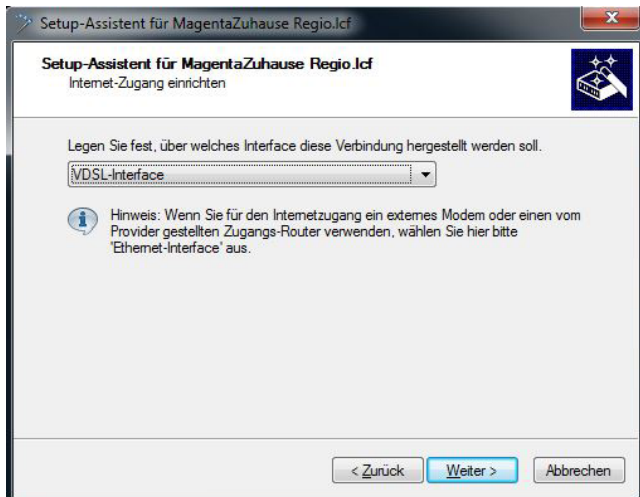 Setup-Assistent für MagentaZuhause Regio.lcf
Setup-Assistent für MagentaZuhause Regio.lcf
Internet-Zugang einrichten
Legen Sie fest, über welches Interface diese Verbindung hergestellt werden soll.
VDSL-Interface
Hinweis: Wenn Sie für den Internetzugang ein externes Modem oder einen vom
Provider gestellten Zugangs-Router verwenden, wählen Sie hier bitte
'Ethernet-Interface' aus.
< Zurück Weiter > Abbrechen